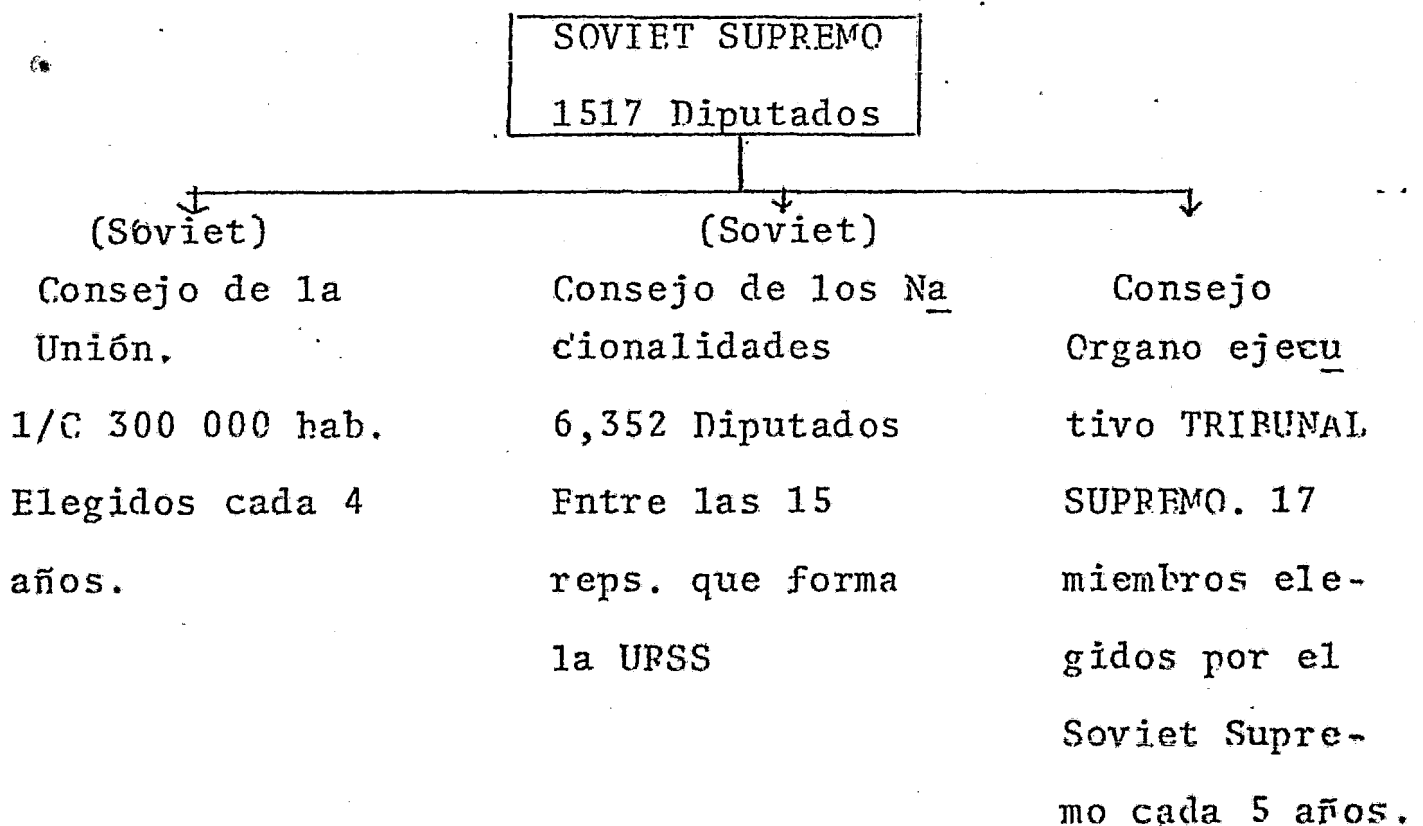 SOVIET SUPREMO
1517 Diputados
(Soviet)
Consejo de la
Unión.
1/C 300 000 hab.
Elegidos cada 4
años.
(Soviet)
Consejo de los Na
cionalidades
6,352 Diputados
Entre las 15
reps. que forma
la URSS
Consejo
Organo ejecu
tivo TRIBUNAL
SUPREMO. 17
miembros ele-
gidos por el
Soviet Supre-
mo cada 5 años.